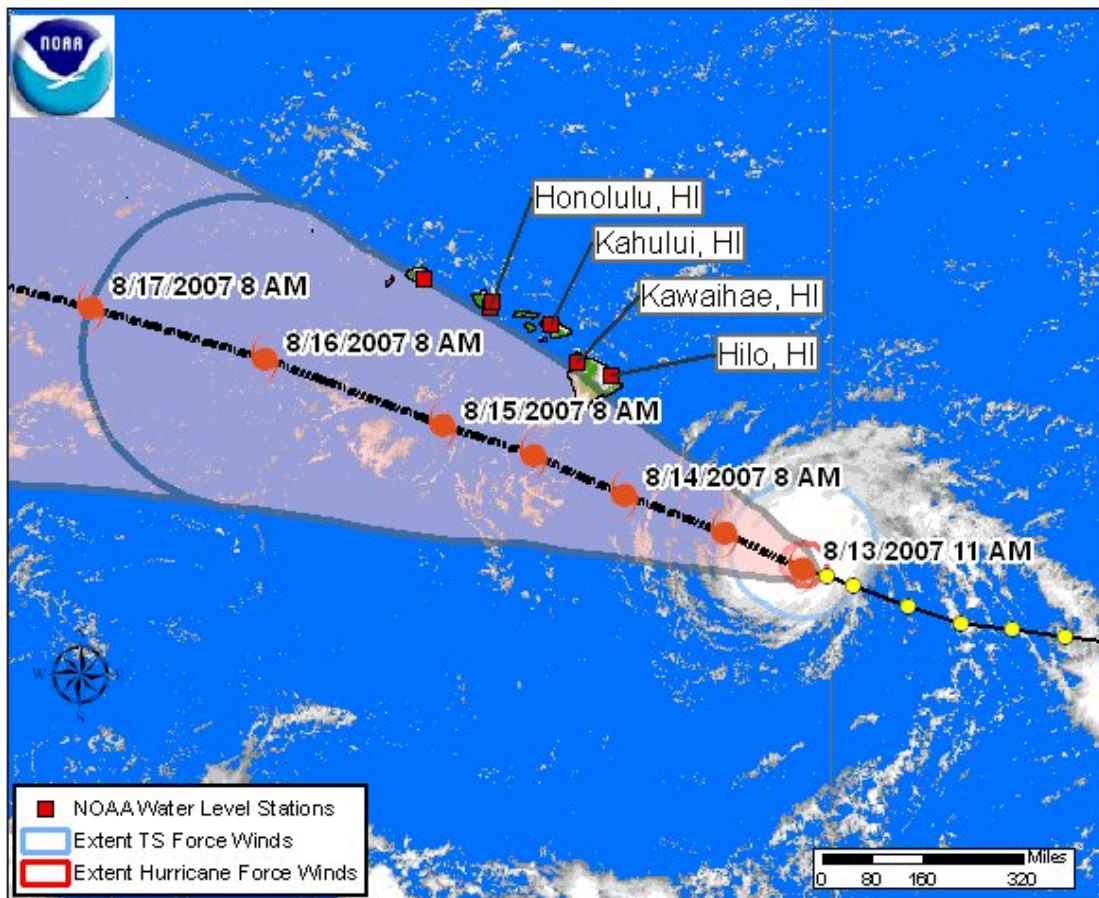 NOAA
Honolulu, HI
Kahului, HI
Kawaihae, HI
Hilo, HI
8/17/2007 8 AM
8/16/2007 8 AM
8/15/2007 8 AM
8/14/2007 8 AM
8/13/2007 11 AM
W E
S
NOAA Water Level Stations
Extent TS Force Winds
Extent Hurricane Force Winds
Miles
0 80 160 320